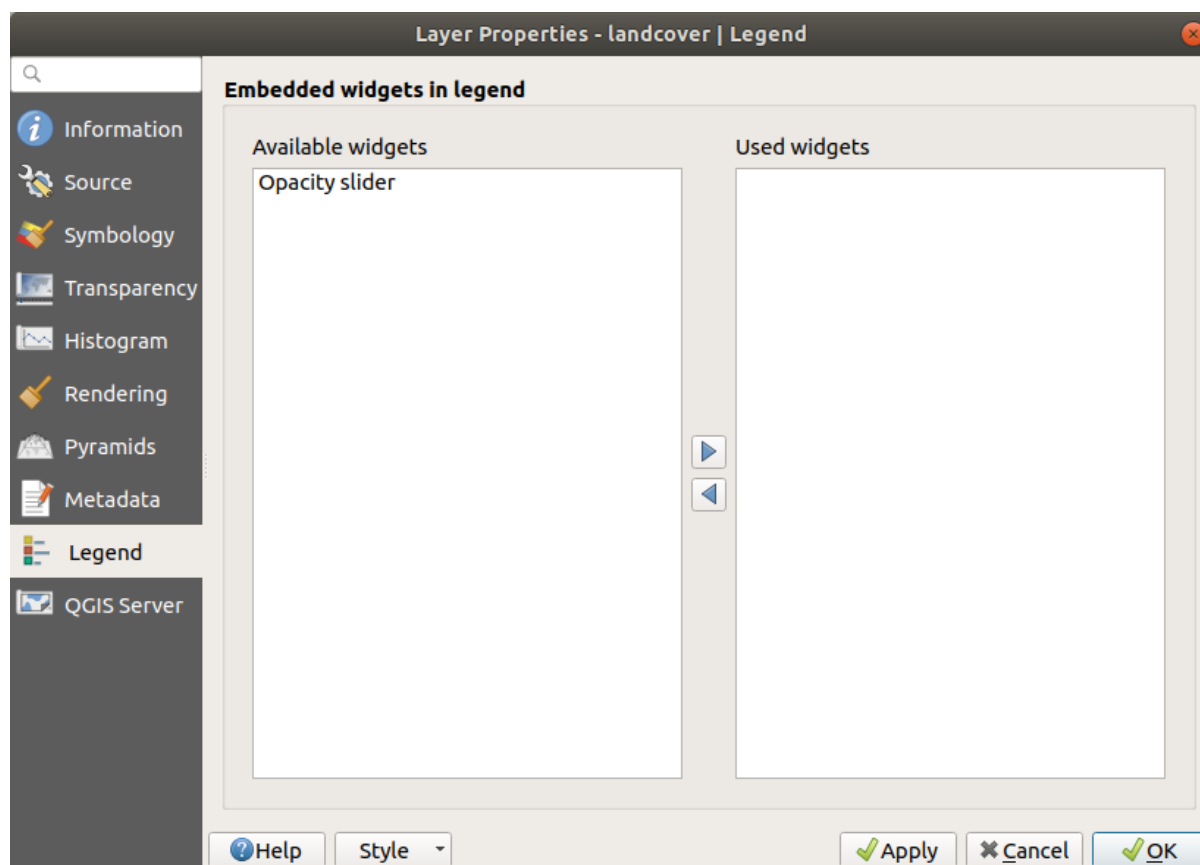 Layer Properties - landcover | Legend
Information
Source
Symbology
Transparency
Histogram
Rendering
Pyramids
Metadata
Legend
QGIS Server
Embedded widgets in legend
Available widgets
Used widgets
Opacity slider
Help
Style
Apply
Cancel
OK